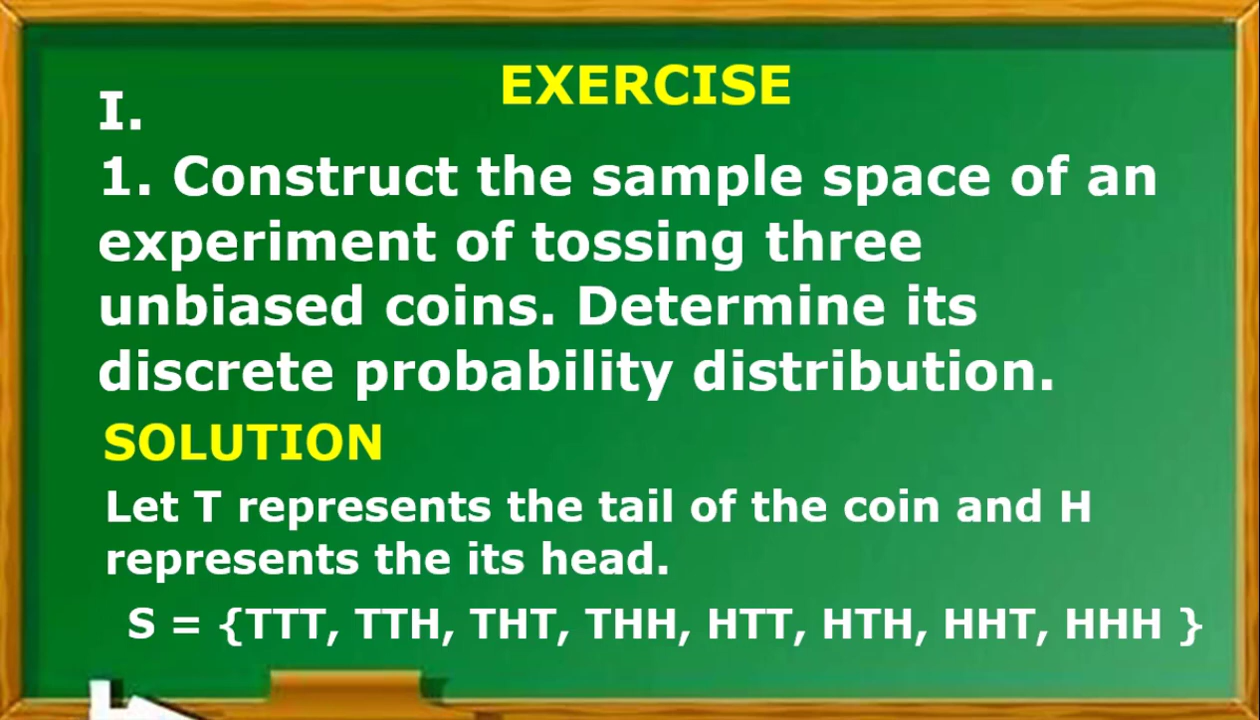 EXERCISE
I.
1. Construct the sample space of an
experiment of tossing three
unbiased coins. Determine its
discrete probability distribution.
SOLUTION
Let T represents the tail of the coin and H
represents the its head.
S = {TTT, TTH, THT, THH, HTT, HTH, HHT, HHH }